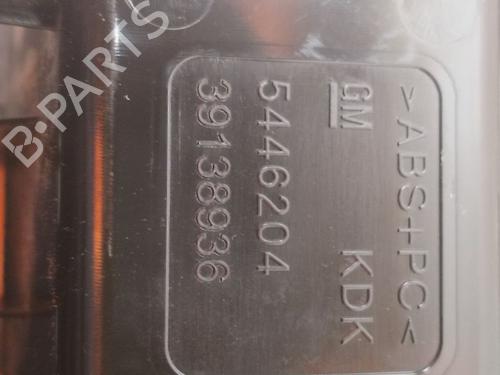 >ABS+PC<
GM KDK
5446204
39138936
B-PARTS